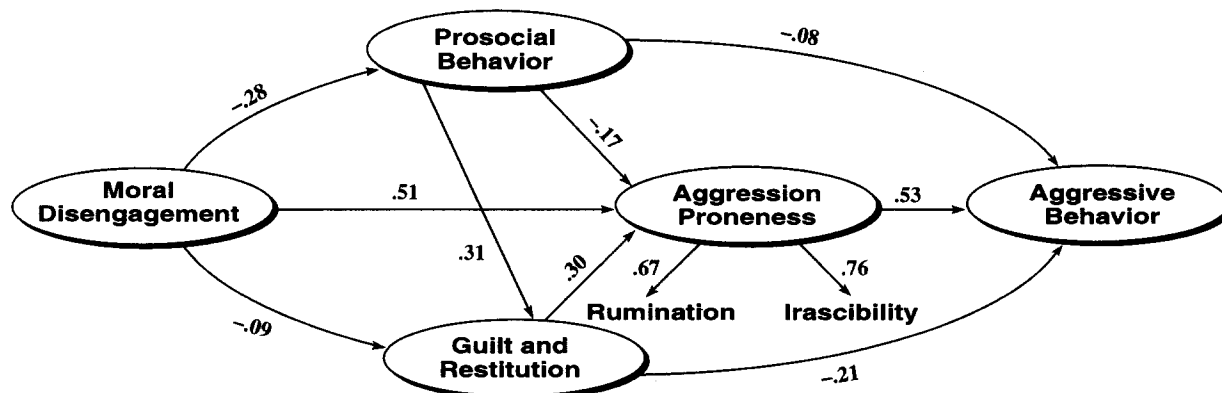 Prosocial
Behavior
-.08
-.28
-.17
Moral
Disengagement
.51
Aggression
Proneness
.53
Aggressive
Behavior
.31
.30
.67
.76
Rumination
Irascibility
-.09
Guilt and
Restitution
-.21